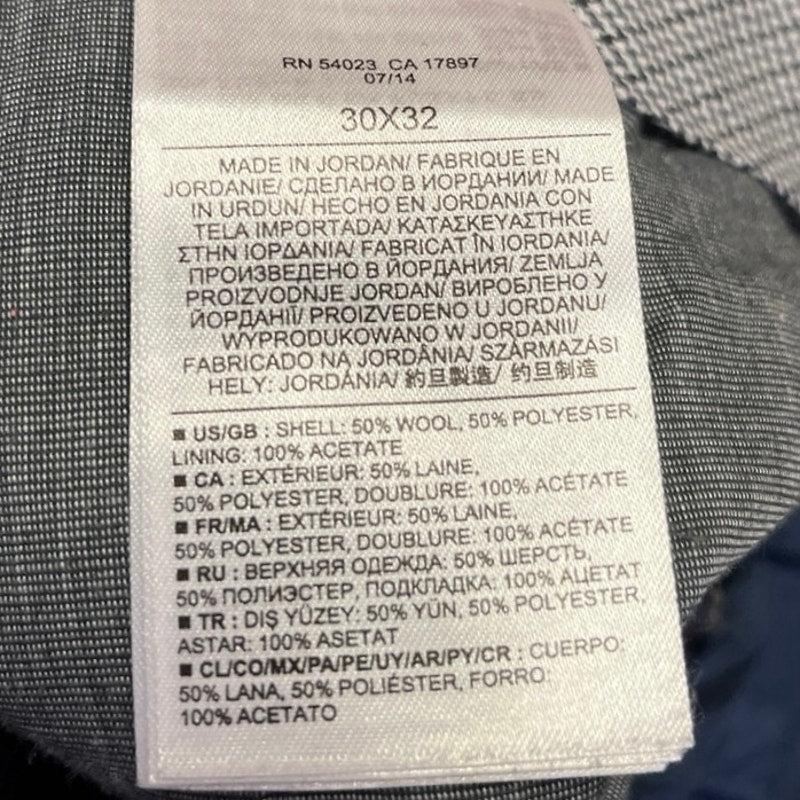 RN 54023 CA 17897
07/14
30X32
MADE IN JORDAN/ FABRIQUE EN
JORDANIE/ СДЕЛАНО В ИОРДАНИИ/ MADE
IN URDUN/ HECHO EN JORDANIA CON
TELA IMPORTADA/ ΚΑΤΑΣΚΕΥΑΣΤΗΚΕ
ΣΤΗΝ ΙΟΡΔΑΝΙΑ/ FABRICAT ÎN IORDANIA/
ПРОИЗВЕДЕНО В ЙОРДАНИЯ/ ZEMLJA
PROIZVODNJE JORDAN/ ВИРОБЛЕНО У
ЙОРДАНІЇ/ PROIZVEDENO U JORDANU/
WYPRODUKOWANO W JORDANII/
FABRICADO NA JORDÂNIA/ SZÁRMAZÁSI
HELY: JORDÁNIA/ 約旦製造/ 约旦制造
■ US/GB : SHELL: 50% WOOL, 50% POLYESTER,
LINING: 100% ACETATE
■ CA : EXTÉRIEUR: 50% LAINE,
50% POLYESTER, DOUBLURE: 100% ACÉTATE
■ FR/MA : EXTÉRIEUR: 50% LAINE,
50% POLYESTER, DOUBLURE: 100% ACÉTATE
■ RU : ВЕРХНЯЯ ОДЕЖДА: 50% ШЕРСТЬ,
50% ПОЛИЭСТЕР, ПОДКЛАДКА: 100% АЦЕТАТ
■ TR : DIŞ YÜZEY: 50% YÜN, 50% POLYESTER,
ASTAR: 100% ASETAT
■ CL/CO/MX/PA/PE/UY/AR/PY/CR : CUERPO:
50% LANA, 50% POLIÉSTER, FORRO:
100% ACETATO